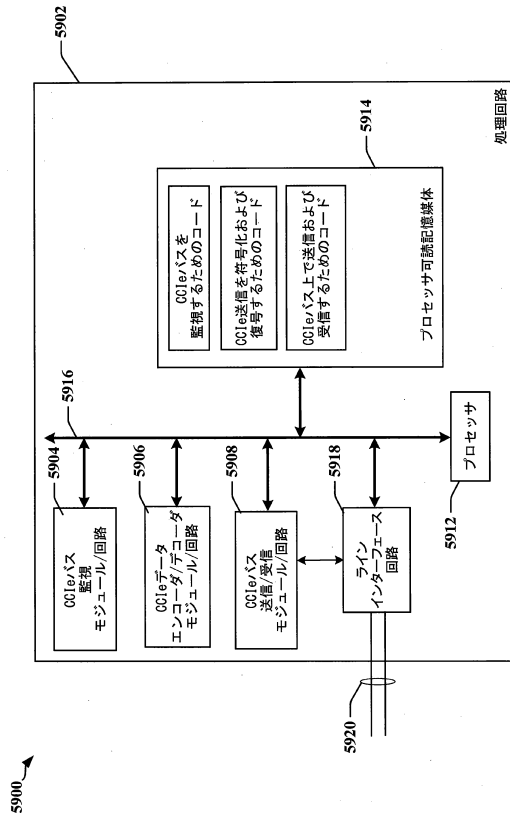 5900
5902
処理回路
5904
CCIeバス
監視
モジュール/回路
5906
CCIeデータ
エンコーダ/デコーダ
モジュール/回路
5908
CCIeバス
送信/受信
モジュール/回路
5918
ライン
インターフェース
回路
5920
5916
5912
プロセッサ
5914
CCIeバスを
監視するためのコード
CCIe送信を符号化および
復号するためのコード
CCIeバス上で送信および
受信するためのコード
プロセッサ可読記憶媒体